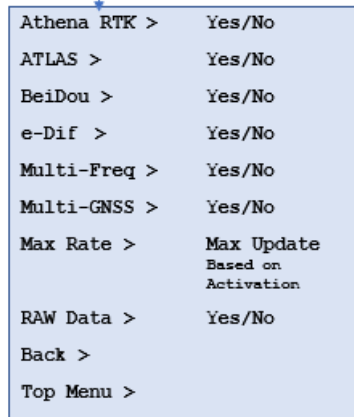 Athena RTK > Yes/No
ATLAS > Yes/No
BeiDou > Yes/No
e-Dif > Yes/No
Multi-Freq > Yes/No
Multi-GNSS > Yes/No
Max Rate > Max Update
Based on
Activation
RAW Data > Yes/No
Back >
Top Menu >